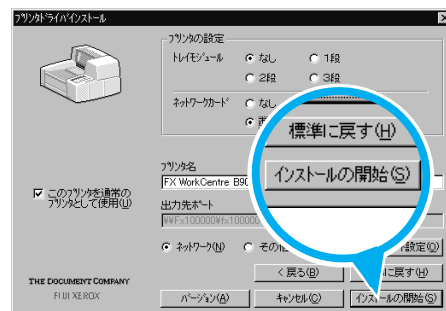 プリンタドライバインストール
プリンタの設定
トレイモジュール
なし
1段
2段
3段
ネットワークカード
なし
標準に戻す(H)
インストールの開始(S)
プリンタ名
FX WorkCentre B90
このプリンタを通常の
プリンタとして使用(U)
出力先ポート
¥¥Fx100000¥fx10000
ネットワーク(N)
その他
設定(O)
THE DOCUMENT COMPANY
FUJI XEROX
< 戻る(B)
に戻す(H)
バージョン(A)
キャンセル(C)
インストールの開始(S)